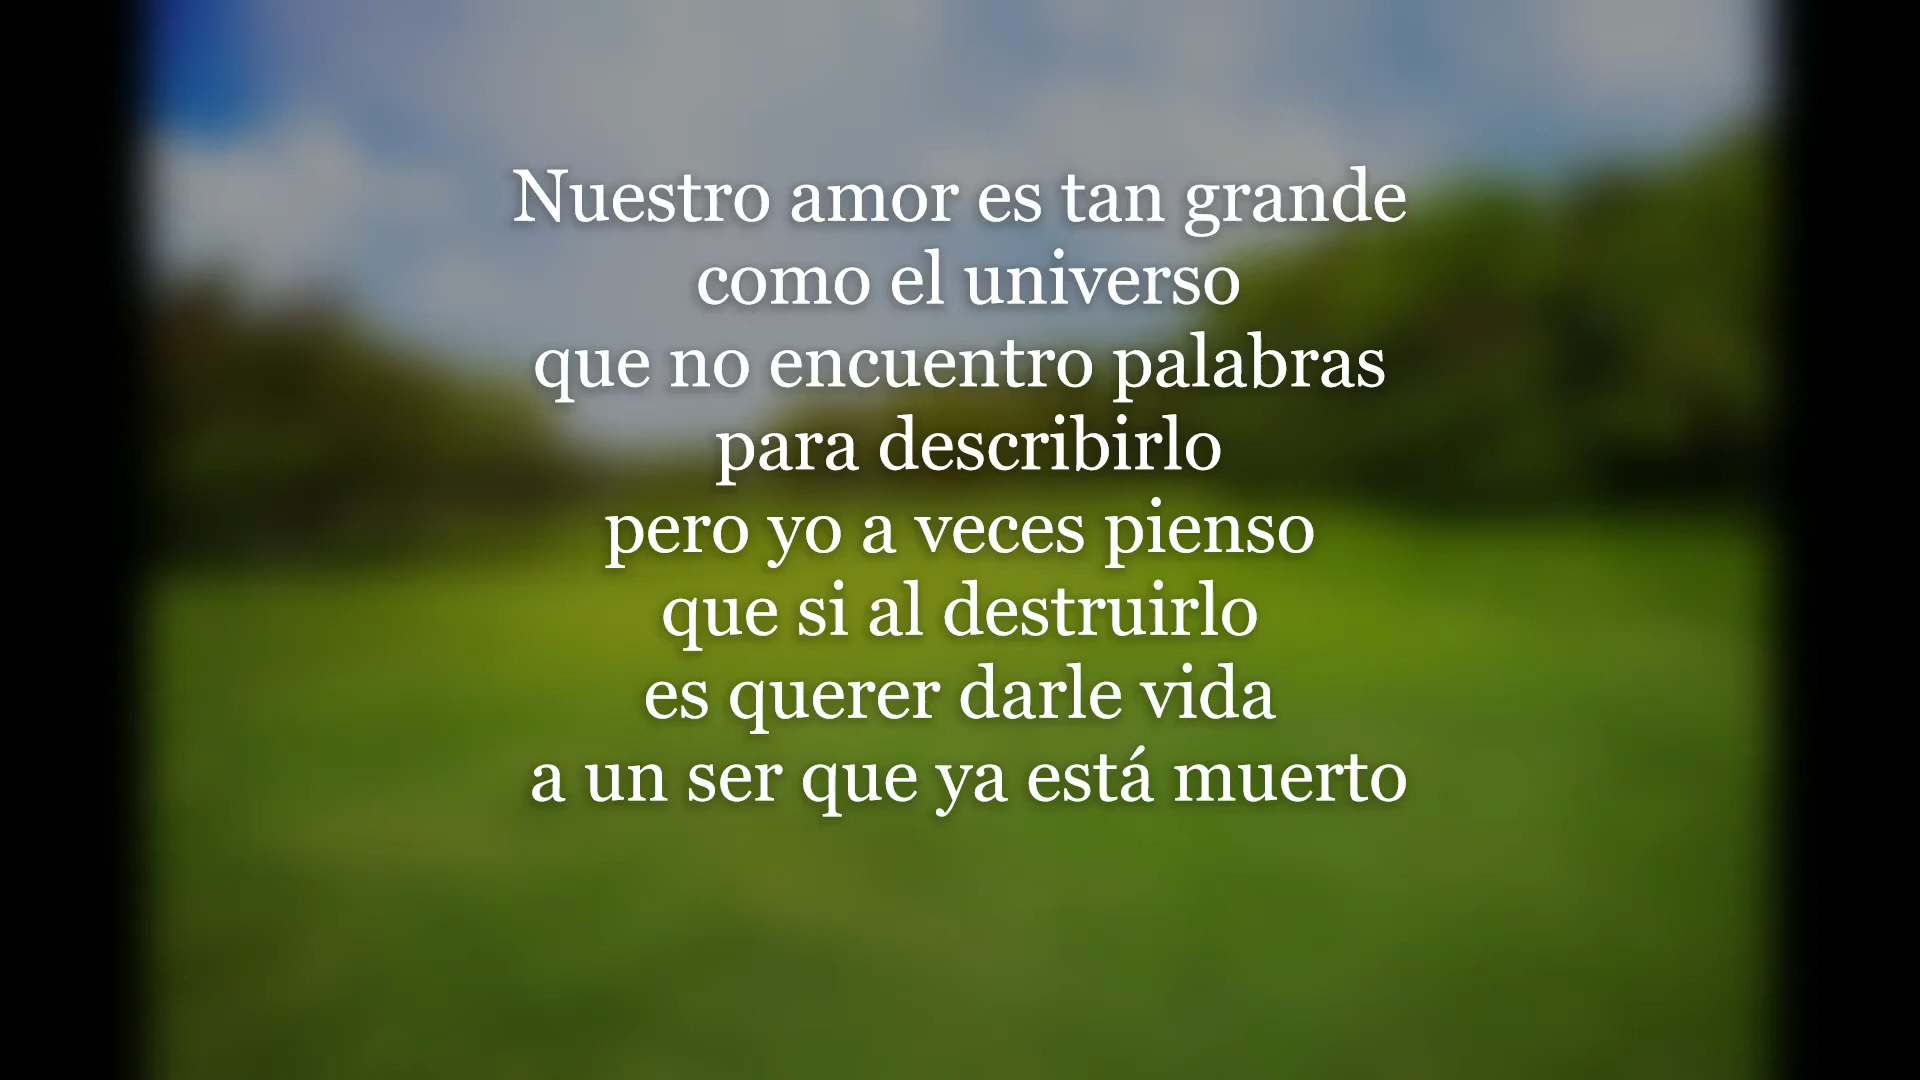 Nuestro amor es tan grande
como el universo
que no encuentro palabras
para describirlo
pero yo a veces pienso
que si al destruirlo
es querer darle vida
a un ser que ya está muerto